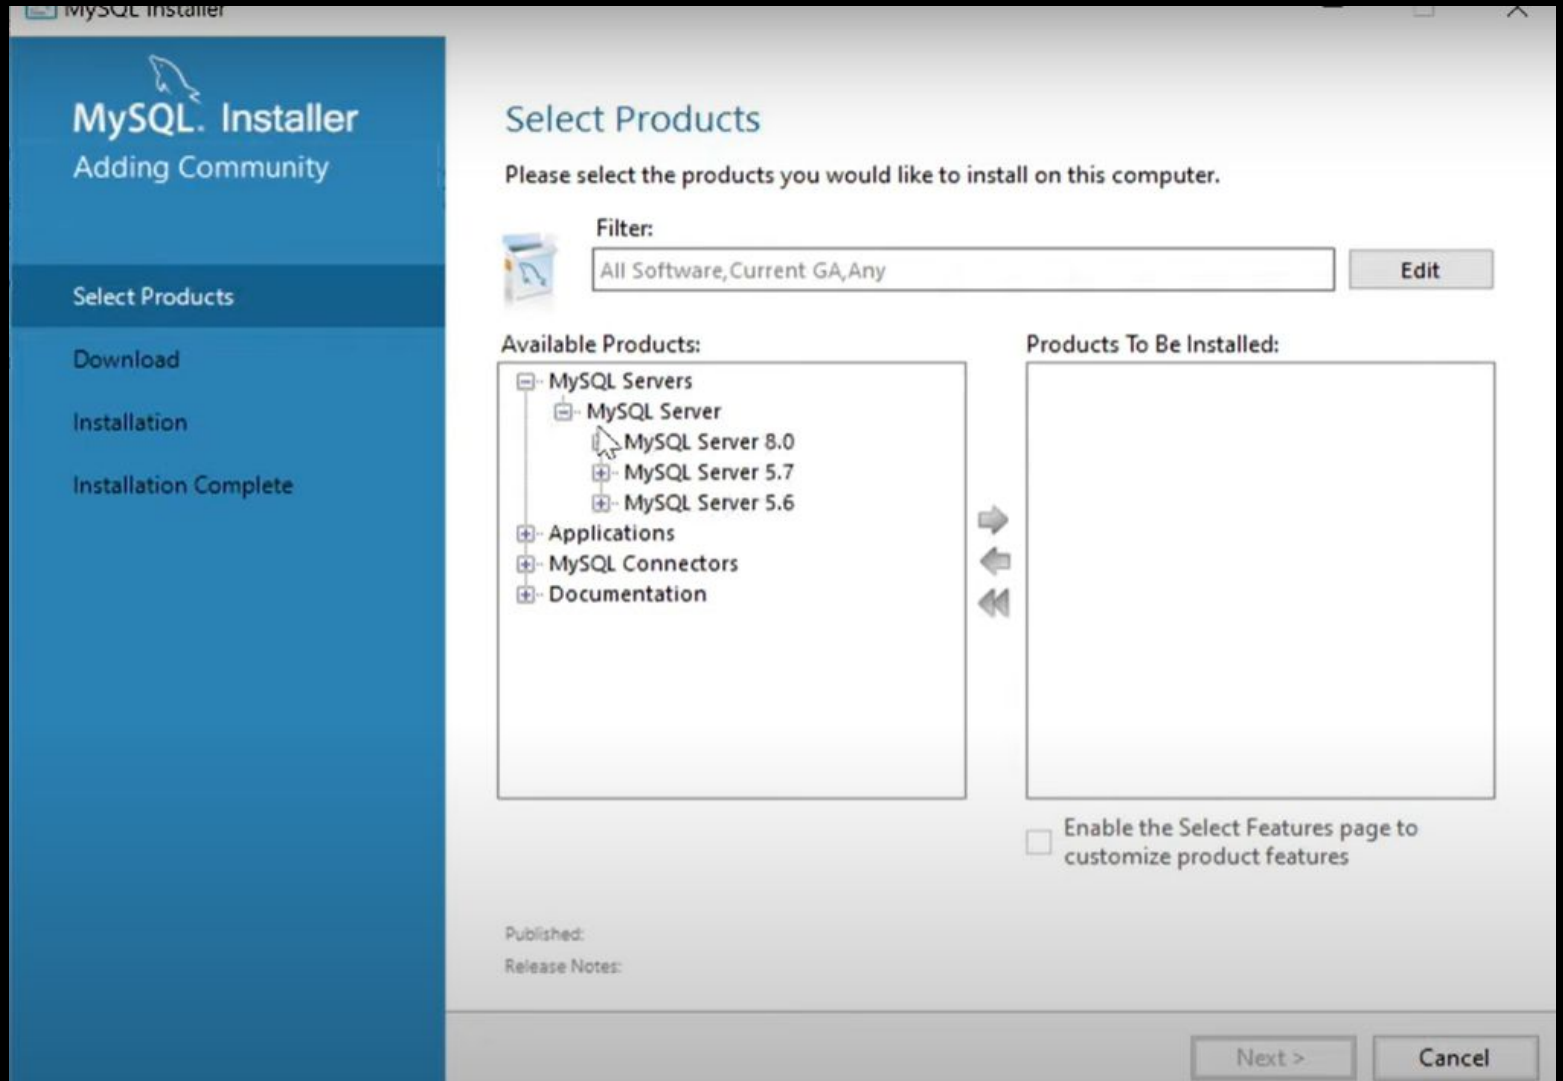 MySQL Installer
MySQL. Installer
Adding Community
Select Products
Download
Installation
Installation Complete
Select Products
Please select the products you would like to install on this computer.
Filter:
All Software,Current GA,Any
Edit
Available Products:
MySQL Servers
MySQL Server
MySQL Server 8.0
MySQL Server 5.7
MySQL Server 5.6
Applications
MySQL Connectors
Documentation
Products To Be Installed:
Enable the Select Features page to
customize product features
Published:
Release Notes:
Next >
Cancel